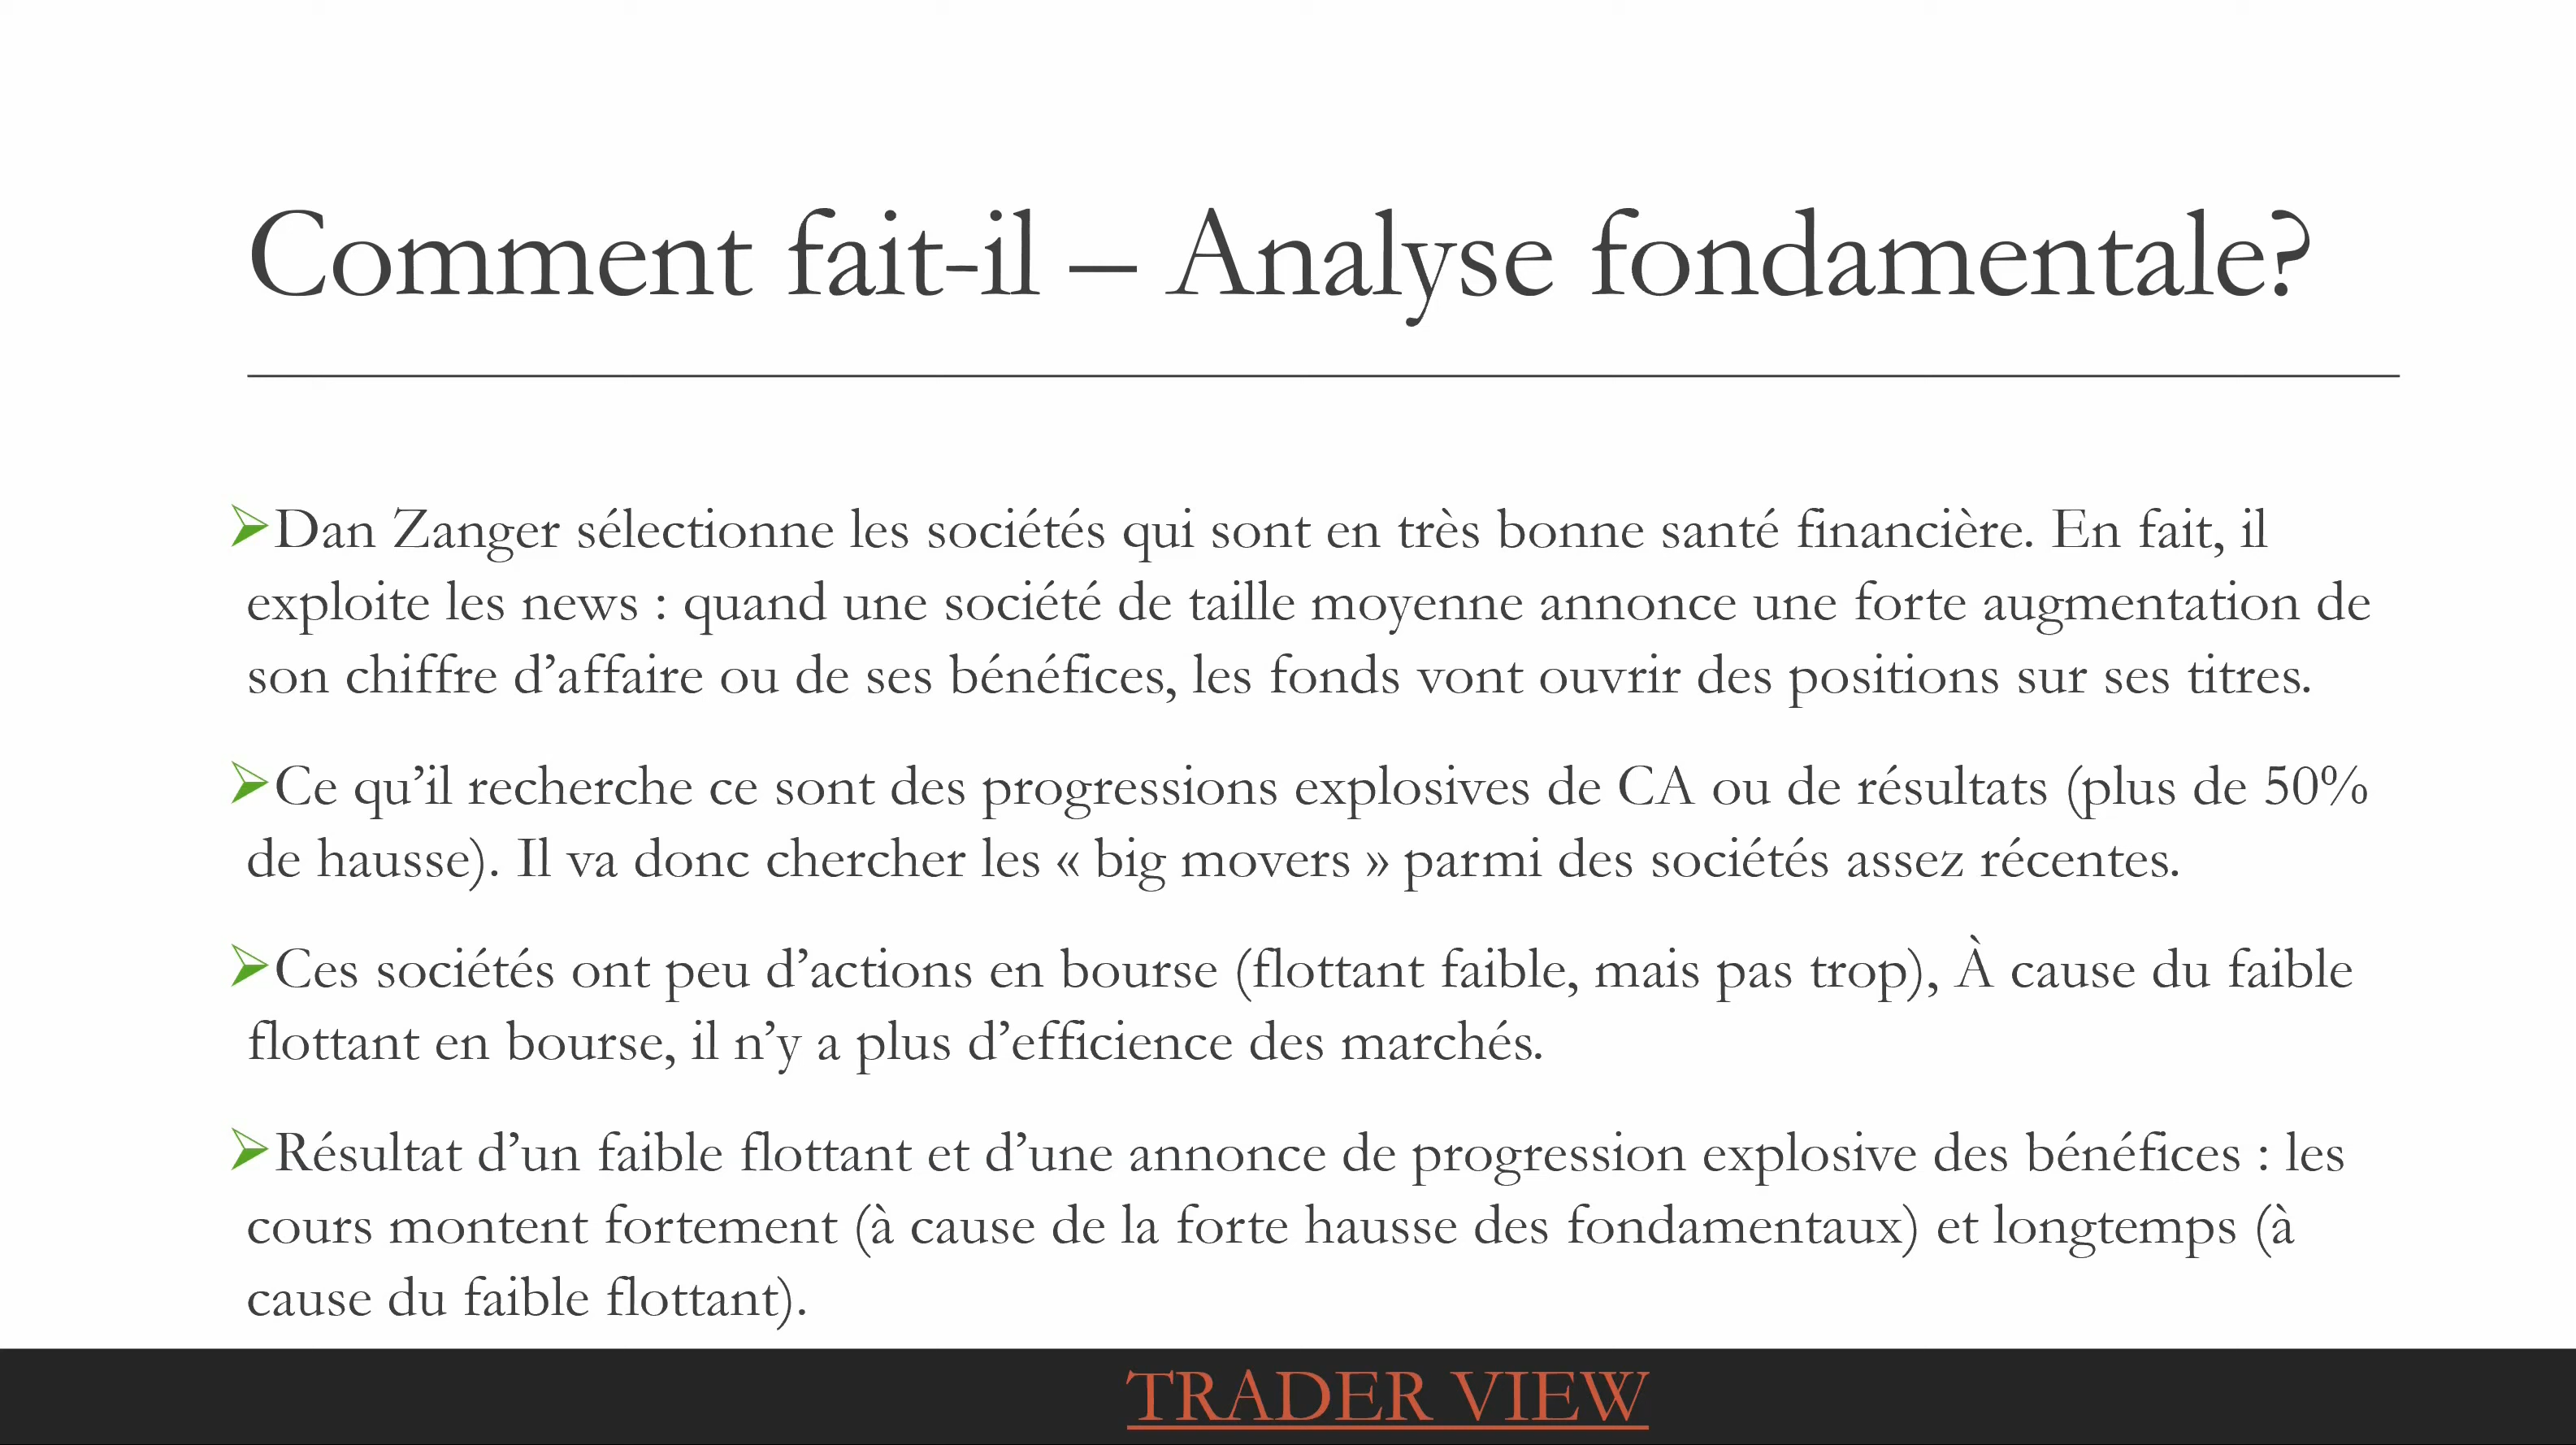 Comment fait-il – Analyse fondamentale?
➢Dan Zanger sélectionne les sociétés qui sont en très bonne santé financière. En fait, il
exploite les news : quand une société de taille moyenne annonce une forte augmentation de
son chiffre d’affaire ou de ses bénéfices, les fonds vont ouvrir des positions sur ses titres.
➢Ce qu’il recherche ce sont des progressions explosives de CA ou de résultats (plus de 50%
de hausse). Il va donc chercher les « big movers » parmi des sociétés assez récentes.
➢Ces sociétés ont peu d’actions en bourse (flottant faible, mais pas trop), À cause du faible
flottant en bourse, il n’y a plus d’efficience des marchés.
➢Résultat d’un faible flottant et d’une annonce de progression explosive des bénéfices : les
cours montent fortement (à cause de la forte hausse des fondamentaux) et longtemps (à
cause du faible flottant).
TRADER VIEW